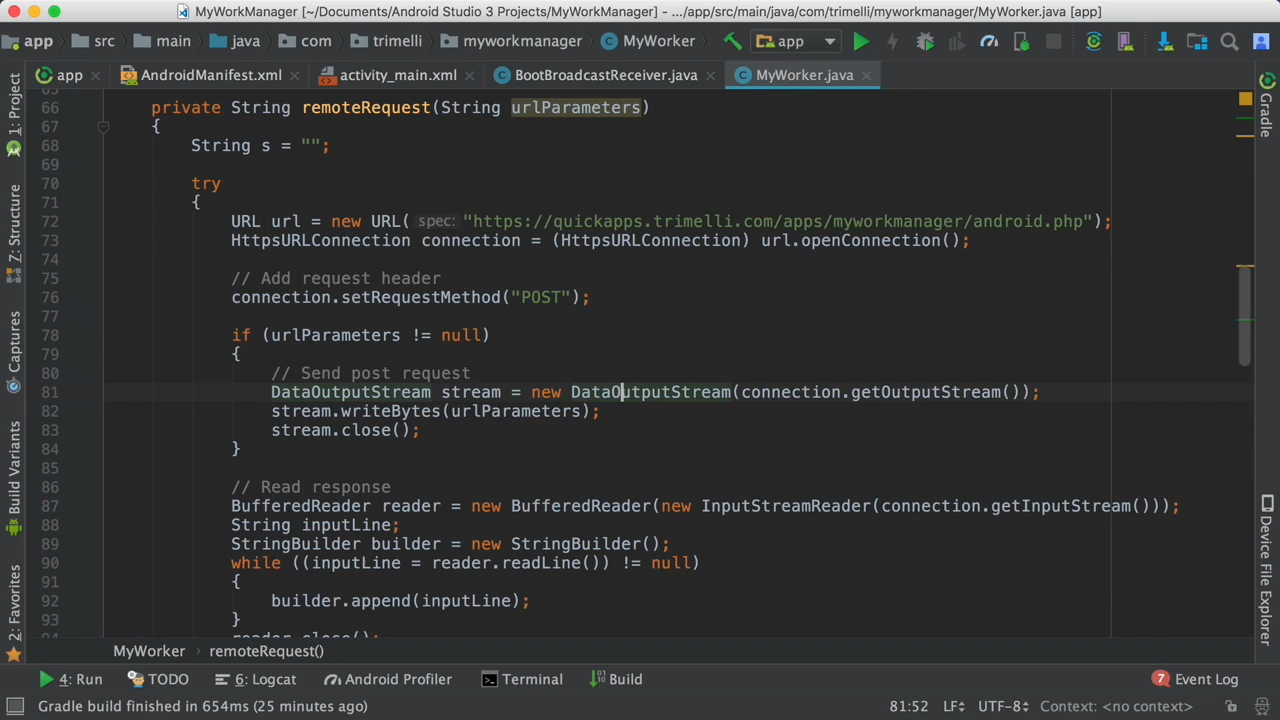 MyWorkManager [~/Documents/Android Studio 3 Projects/MyWorkManager] - .../app/src/main/java/com/trimelli/myworkmanager/MyWorker.java [app]
app src main java com trimelli myworkmanager MyWorker app
app AndroidManifest.xml activity_main.xml BootBroadcastReceiver.java MyWorker.java
1: Project
Z: Structure
Captures
Build Variants
2: Favorites
66 private String remoteRequest(String urlParameters)
67 {
68 String s = "";
69
70 try
71 {
72 URL url = new URL( spec: "https://quickapps.trimelli.com/apps/myworkmanager/android.php");
73 HttpsURLConnection connection = (HttpsURLConnection) url.openConnection();
74
75 // Add request header
76 connection.setRequestMethod("POST");
77
78 if (urlParameters != null)
79 {
80 // Send post request
81 DataOutputStream stream = new DataOutputStream(connection.getOutputStream());
82 stream.writeBytes(urlParameters);
83 stream.close();
84 }
85
86 // Read response
87 BufferedReader reader = new BufferedReader(new InputStreamReader(connection.getInputStream()));
88 String inputLine;
89 StringBuilder builder = new StringBuilder();
90 while ((inputLine = reader.readLine()) != null)
91 {
92 builder.append(inputLine);
93 }
94 reader.close();
Gradle
Device File Explorer
MyWorker remoteRequest()
4: Run TODO 6: Logcat Android Profiler Terminal Build 7 Event Log
Gradle build finished in 654ms (25 minutes ago) 81:52 LF UTF-8 Context: <no context>